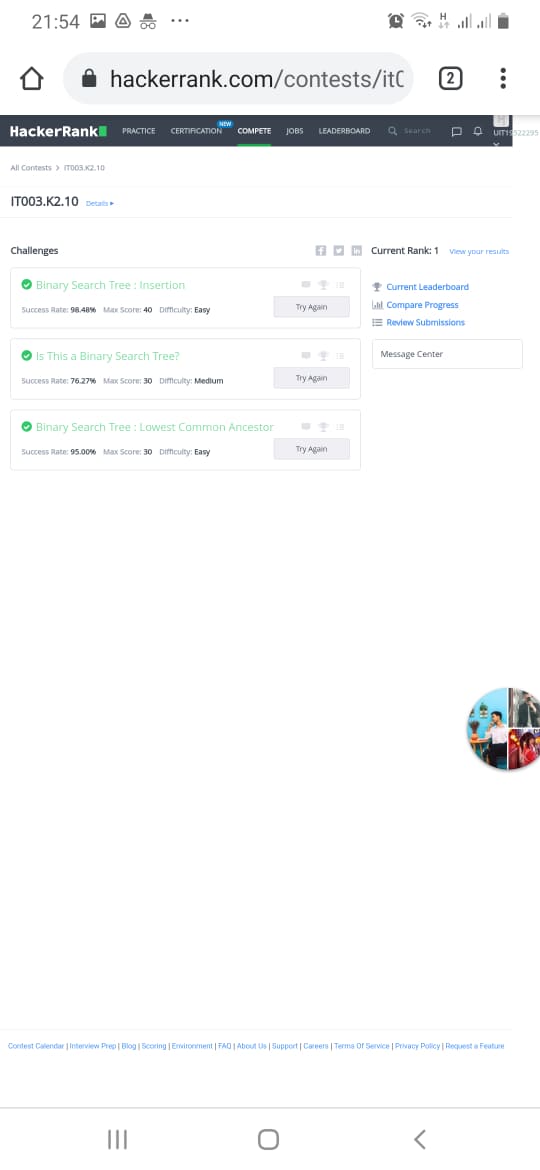 21:54
H
hackerrank.com/contests/it
2
HackerRank
PRACTICE
CERTIFICATION
NEW
COMPETE
JOBS
LEADERBOARD
Search
All Contests > IT003.K2.10
IT003.K2.10 Details
Challenges
Current Rank: 1 View your results
Binary Search Tree : Insertion
Success Rate: 98.48% Max Score: 40 Difficulty: Easy
Try Again
Is This a Binary Search Tree?
Success Rate: 76.27% Max Score: 30 Difficulty: Medium
Try Again
Binary Search Tree : Lowest Common Ancestor
Success Rate: 95.00% Max Score: 30 Difficulty: Easy
Try Again
Current Leaderboard
Compare Progress
Review Submissions
Message Center
Contest Calendar | Interview Prep | Blog | Scoring | Environment | FAQ | About Us | Support | Careers | Terms Of Service | Privacy Policy | Request a Feature